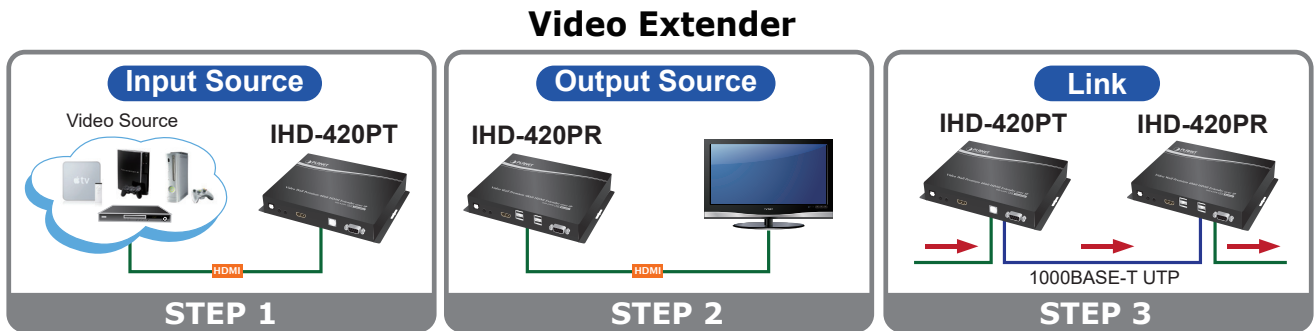 Video Extender
Input Source
Video Source
IHD-420PT
tv
HDMI
STEP 1
Output Source
IHD-420PR
HDMI
STEP 2
Link
IHD-420PT
IHD-420PR
1000BASE-T UTP
STEP 3